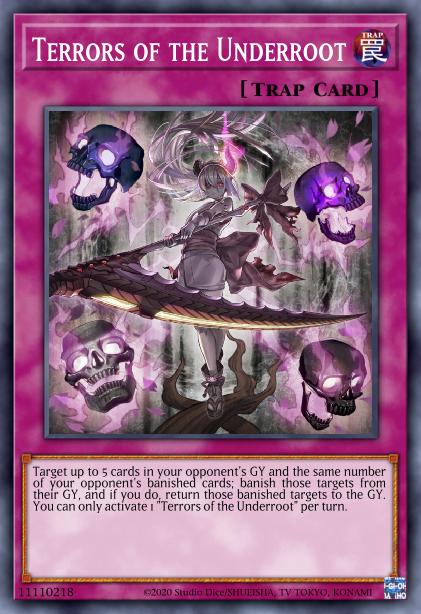 TERRORS OF THE UNDERROOT
TRAP
罠
[TRAP CARD]
Target up to 5 cards in your opponent's GY and the same number
of your opponent's banished cards; banish those targets from
their GY, and if you do, return those banished targets to the GY.
You can only activate 1 "Terrors of the Underroot" per turn.
11110218
©2020 Studio Dice/SHUEISHA, TV TOKYO, KONAMI